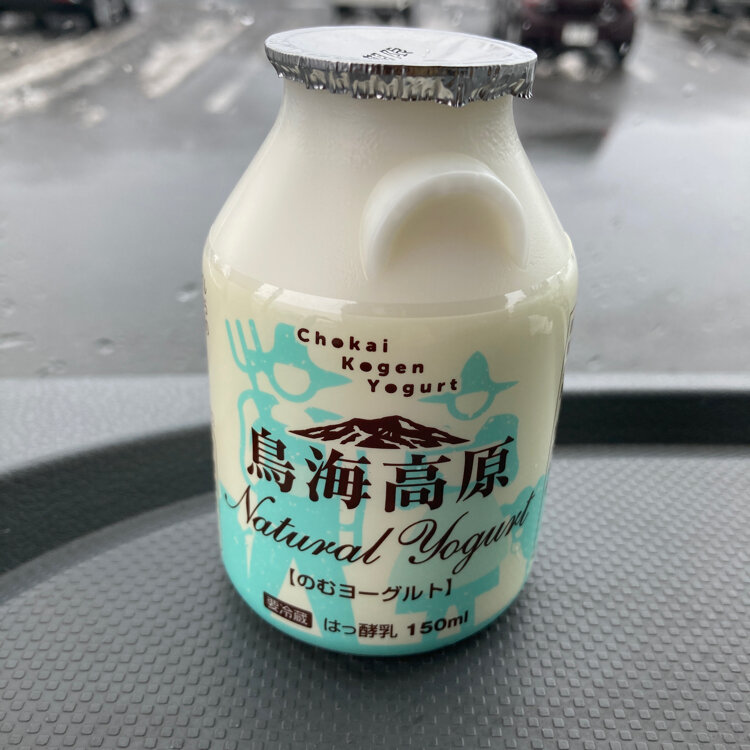 Chokai
Kogen
Yogurt
鳥海高原
Natural Yogurt
【のむヨーグルト】
要冷蔵 はっ酵乳 150ml